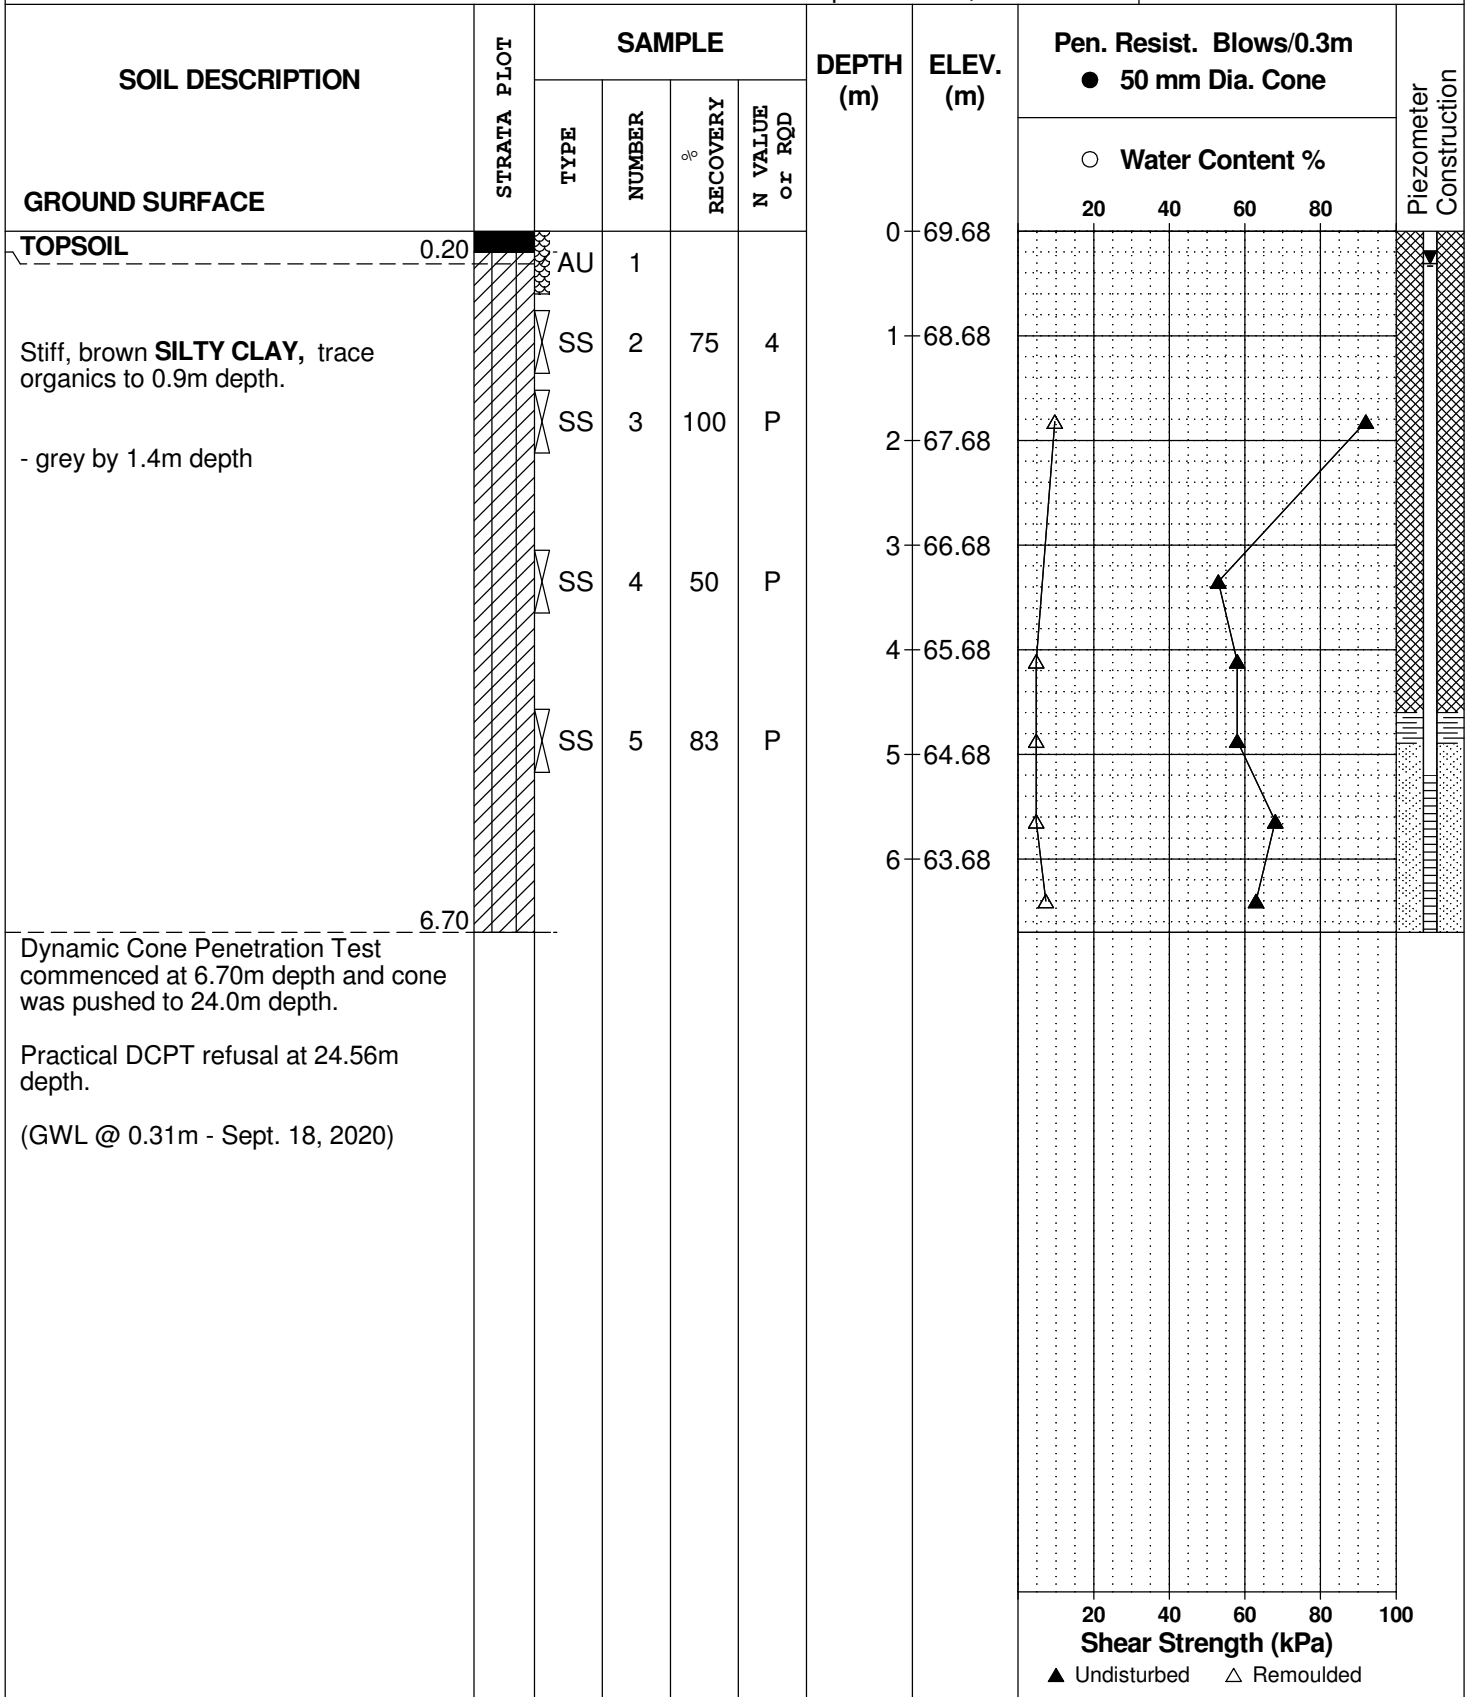 SOIL DESCRIPTION
GROUND SURFACE
STRATA PLOT
SAMPLE
TYPE
NUMBER
% RECOVERY
N VALUE or RQD
DEPTH (m)
ELEV. (m)
Pen. Resist. Blows/0.3m
● 50 mm Dia. Cone
○ Water Content %
20 40 60 80
Piezometer Construction
TOPSOIL 0.20
AU 1
0 69.68
Stiff, brown SILTY CLAY, trace
organics to 0.9m depth.
SS 2 75 4
1 68.68
SS 3 100 P
2 67.68
- grey by 1.4m depth
3 66.68
SS 4 50 P
4 65.68
SS 5 83 P
5 64.68
6 63.68
6.70
Dynamic Cone Penetration Test
commenced at 6.70m depth and cone
was pushed to 24.0m depth.
Practical DCPT refusal at 24.56m
depth.
(GWL @ 0.31m - Sept. 18, 2020)
20 40 60 80 100
Shear Strength (kPa)
▲ Undisturbed △ Remoulded